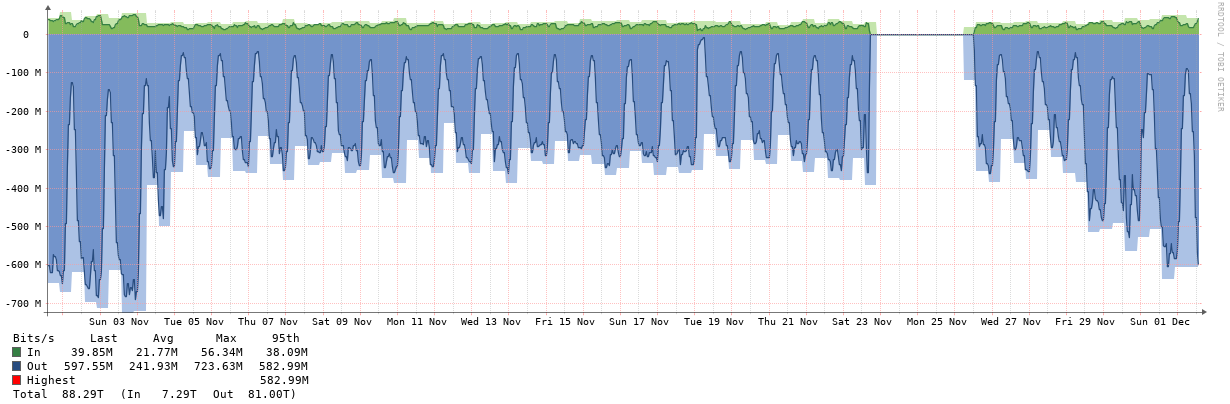 RRDTOOL / TOBI OETIKER
0
-100 M
-200 M
-300 M
-400 M
-500 M
-600 M
-700 M
Sun 03 Nov Tue 05 Nov Thu 07 Nov Sat 09 Nov Mon 11 Nov Wed 13 Nov Fri 15 Nov Sun 17 Nov Tue 19 Nov Thu 21 Nov Sat 23 Nov Mon 25 Nov Wed 27 Nov Fri 29 Nov Sun 01 Dec
Bits/s Last Avg Max 95th
In 39.85M 21.77M 56.34M 38.09M
Out 597.55M 241.93M 723.63M 582.99M
Highest 582.99M
Total 88.29T (In 7.29T Out 81.00T)